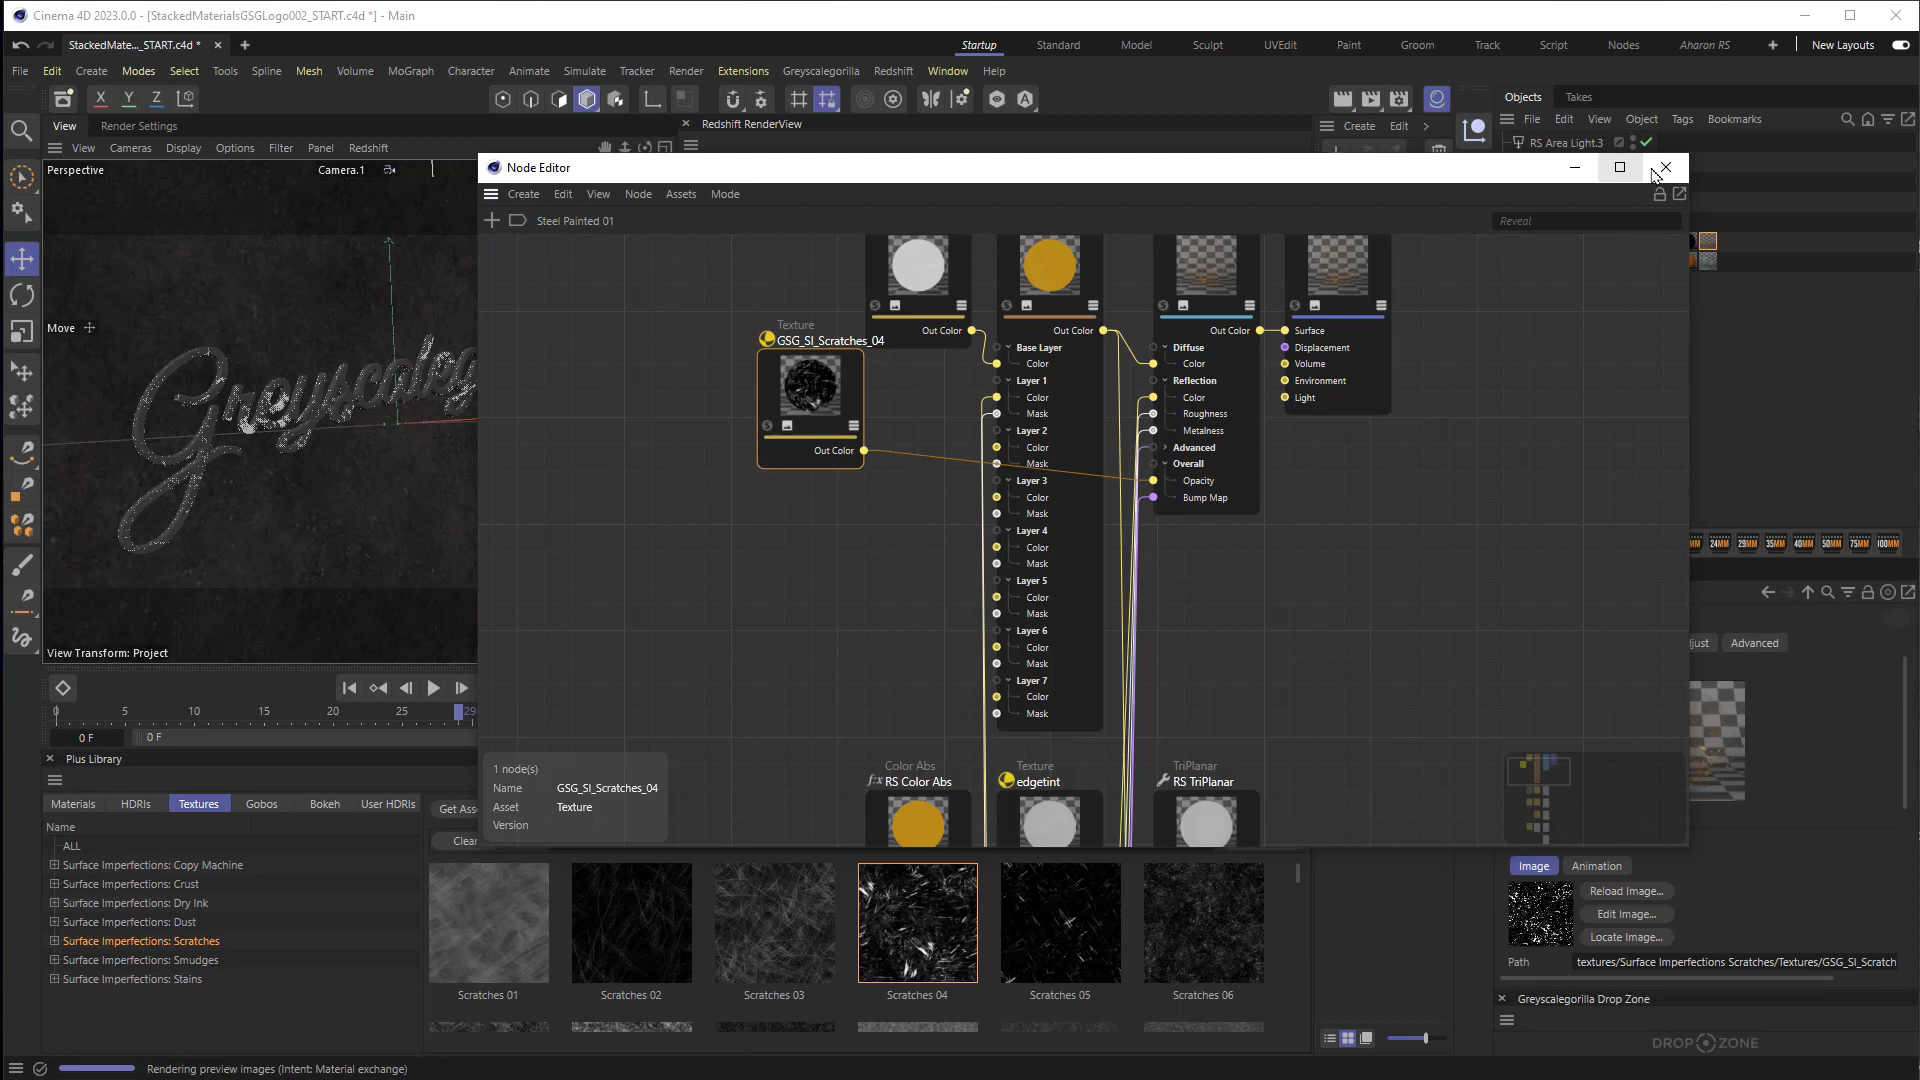 Cinema 4D 2023.0.0 - [StackedMaterialsGSGLogo002_START.c4d *] - Main
StackedMate..._START.c4d *
Startup Standard Model Sculpt UVEdit Paint Groom Track Script Nodes Aharon RS New Layouts
File Edit Create Modes Select Tools Spline Mesh Volume MoGraph Character Animate Simulate Tracker Render Extensions Greyscalegorilla Redshift Window Help
X Y Z
Objects Takes
View Render Settings
Redshift RenderView
Create Edit
File Edit View Object Tags Bookmarks
View Cameras Display Options Filter Panel Redshift
RS Area Light.3
Perspective
Camera.1
Node Editor
Create Edit View Node Assets Mode
Steel Painted 01
Reveal
Move
Texture
GSG_SI_Scratches_04
Out Color
Out Color
Out Color
Out Color
Surface
Displacement
Volume
Environment
Light
Base Layer
Color
Layer 1
Color
Mask
Layer 2
Color
Mask
Layer 3
Color
Mask
Layer 4
Color
Mask
Layer 5
Color
Mask
Layer 6
Color
Mask
Layer 7
Color
Mask
Diffuse
Color
Reflection
Color
Roughness
Metalness
Advanced
Overall
Opacity
Bump Map
24MM 29MM 35MM 40MM 50MM 75MM 100MM
View Transform: Project
Advanced
0 5 10 15 20 25 29
0 F
0 F
Color Abs
RS Color Abs
Texture
edgetint
TriPlanar
RS TriPlanar
1 node(s)
Name GSG_SI_Scratches_04
Asset Texture
Version
Plus Library
Materials HDRIs Textures Gobos Bokeh User HDRIs
Name
ALL
Surface Imperfections: Copy Machine
Surface Imperfections: Crust
Surface Imperfections: Dry Ink
Surface Imperfections: Dust
Surface Imperfections: Scratches
Surface Imperfections: Smudges
Surface Imperfections: Stains
Clear
Scratches 01
Scratches 02
Scratches 03
Scratches 04
Scratches 05
Scratches 06
Image Animation
Reload Image...
Edit Image...
Locate Image...
Path textures/Surface Imperfections Scratches/Textures/GSG_SI_Scratch
Greyscalegorilla Drop Zone
DROP ZONE
Rendering preview images (Intent: Material exchange)